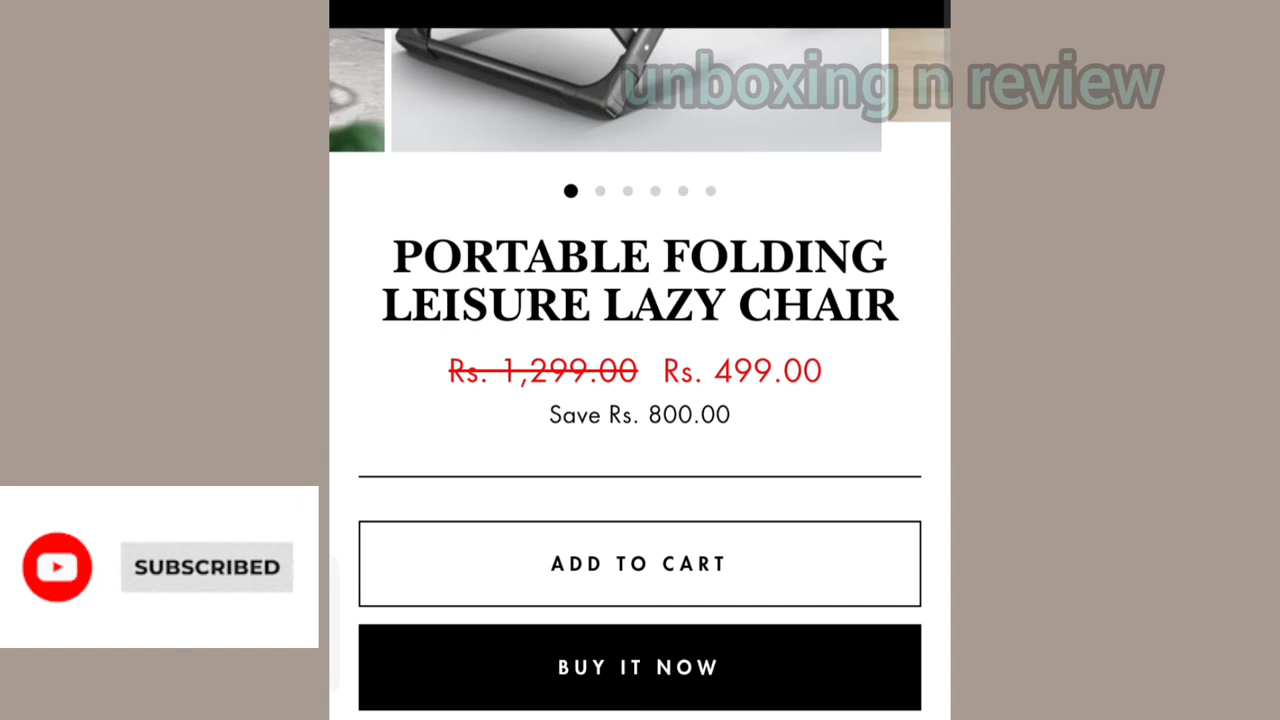 unboxing n review
PORTABLE FOLDING
LEISURE LAZY CHAIR
Rs. 1,299.00 Rs. 499.00
Save Rs. 800.00
ADD TO CART
SUBSCRIBED
BUY IT NOW